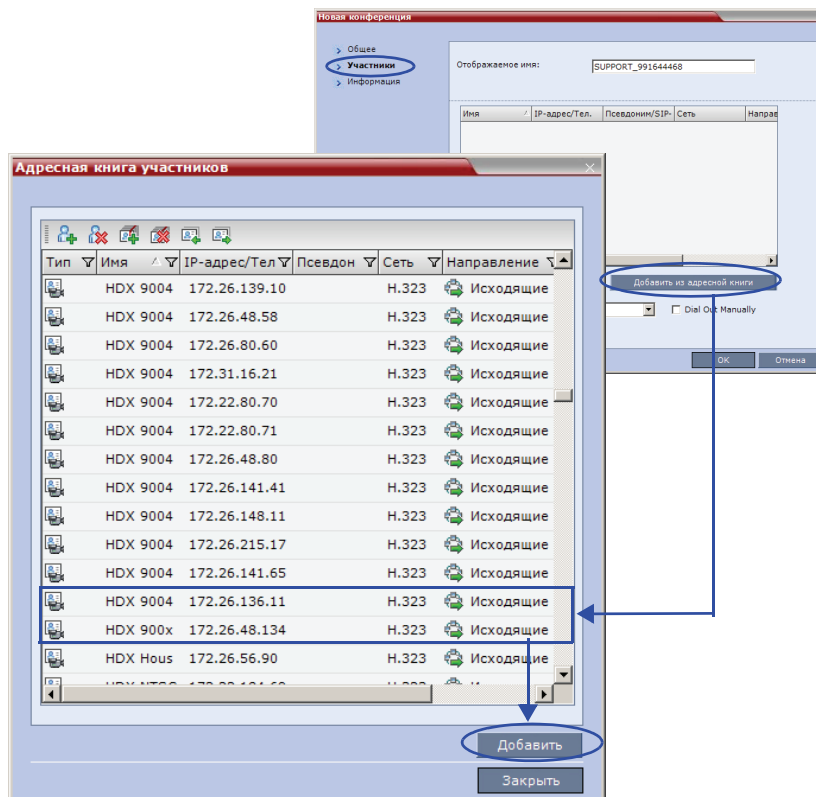 Новая конференция
Общее
Участники
Информация
Отображаемое имя:
SUPPORT_991644468
Имя IP-адрес/Тел. Псевдоним/SIP- Сеть Направ
Добавить из адресной книги
Dial Out Manually
OK Отмена
Адресная книга участников
Тип Имя IP-адрес/Тел Псевдон Сеть Направление
HDX 9004 172.26.139.10 H.323 Исходящие
HDX 9004 172.26.48.58 H.323 Исходящие
HDX 9004 172.26.80.60 H.323 Исходящие
HDX 9004 172.31.16.21 H.323 Исходящие
HDX 9004 172.22.80.70 H.323 Исходящие
HDX 9004 172.22.80.71 H.323 Исходящие
HDX 9004 172.26.48.80 H.323 Исходящие
HDX 9004 172.26.141.41 H.323 Исходящие
HDX 9004 172.26.148.11 H.323 Исходящие
HDX 9004 172.26.215.17 H.323 Исходящие
HDX 9004 172.26.141.65 H.323 Исходящие
HDX 9004 172.26.136.11 H.323 Исходящие
HDX 900x 172.26.48.134 H.323 Исходящие
HDX Hous 172.26.56.90 H.323 Исходящие
Добавить
Закрыть